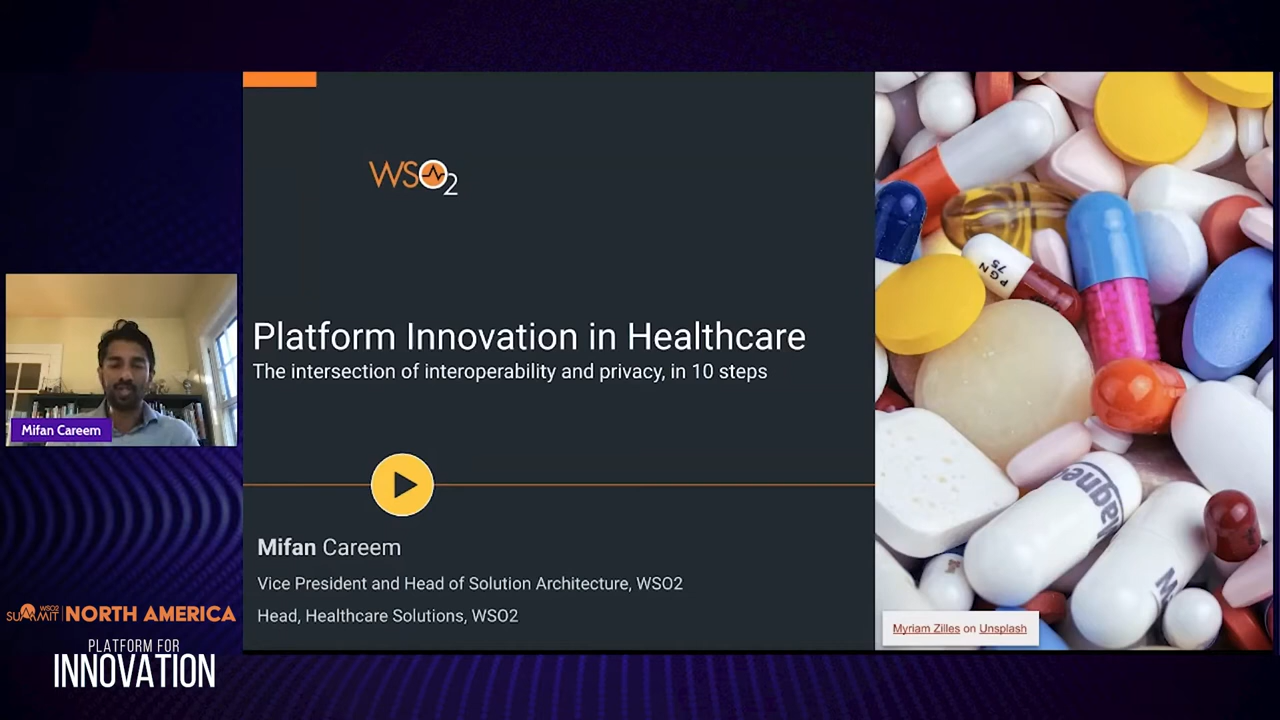 WSO2
Platform Innovation in Healthcare
The intersection of interoperability and privacy, in 10 steps
Mifan Careem
Mifan Careem
Vice President and Head of Solution Architecture, WSO2
Head, Healthcare Solutions, WSO2
WSO2
SUMMIT NORTH AMERICA
PLATFORM FOR
INNOVATION
PGN
75
Myriam Zilles on Unsplash